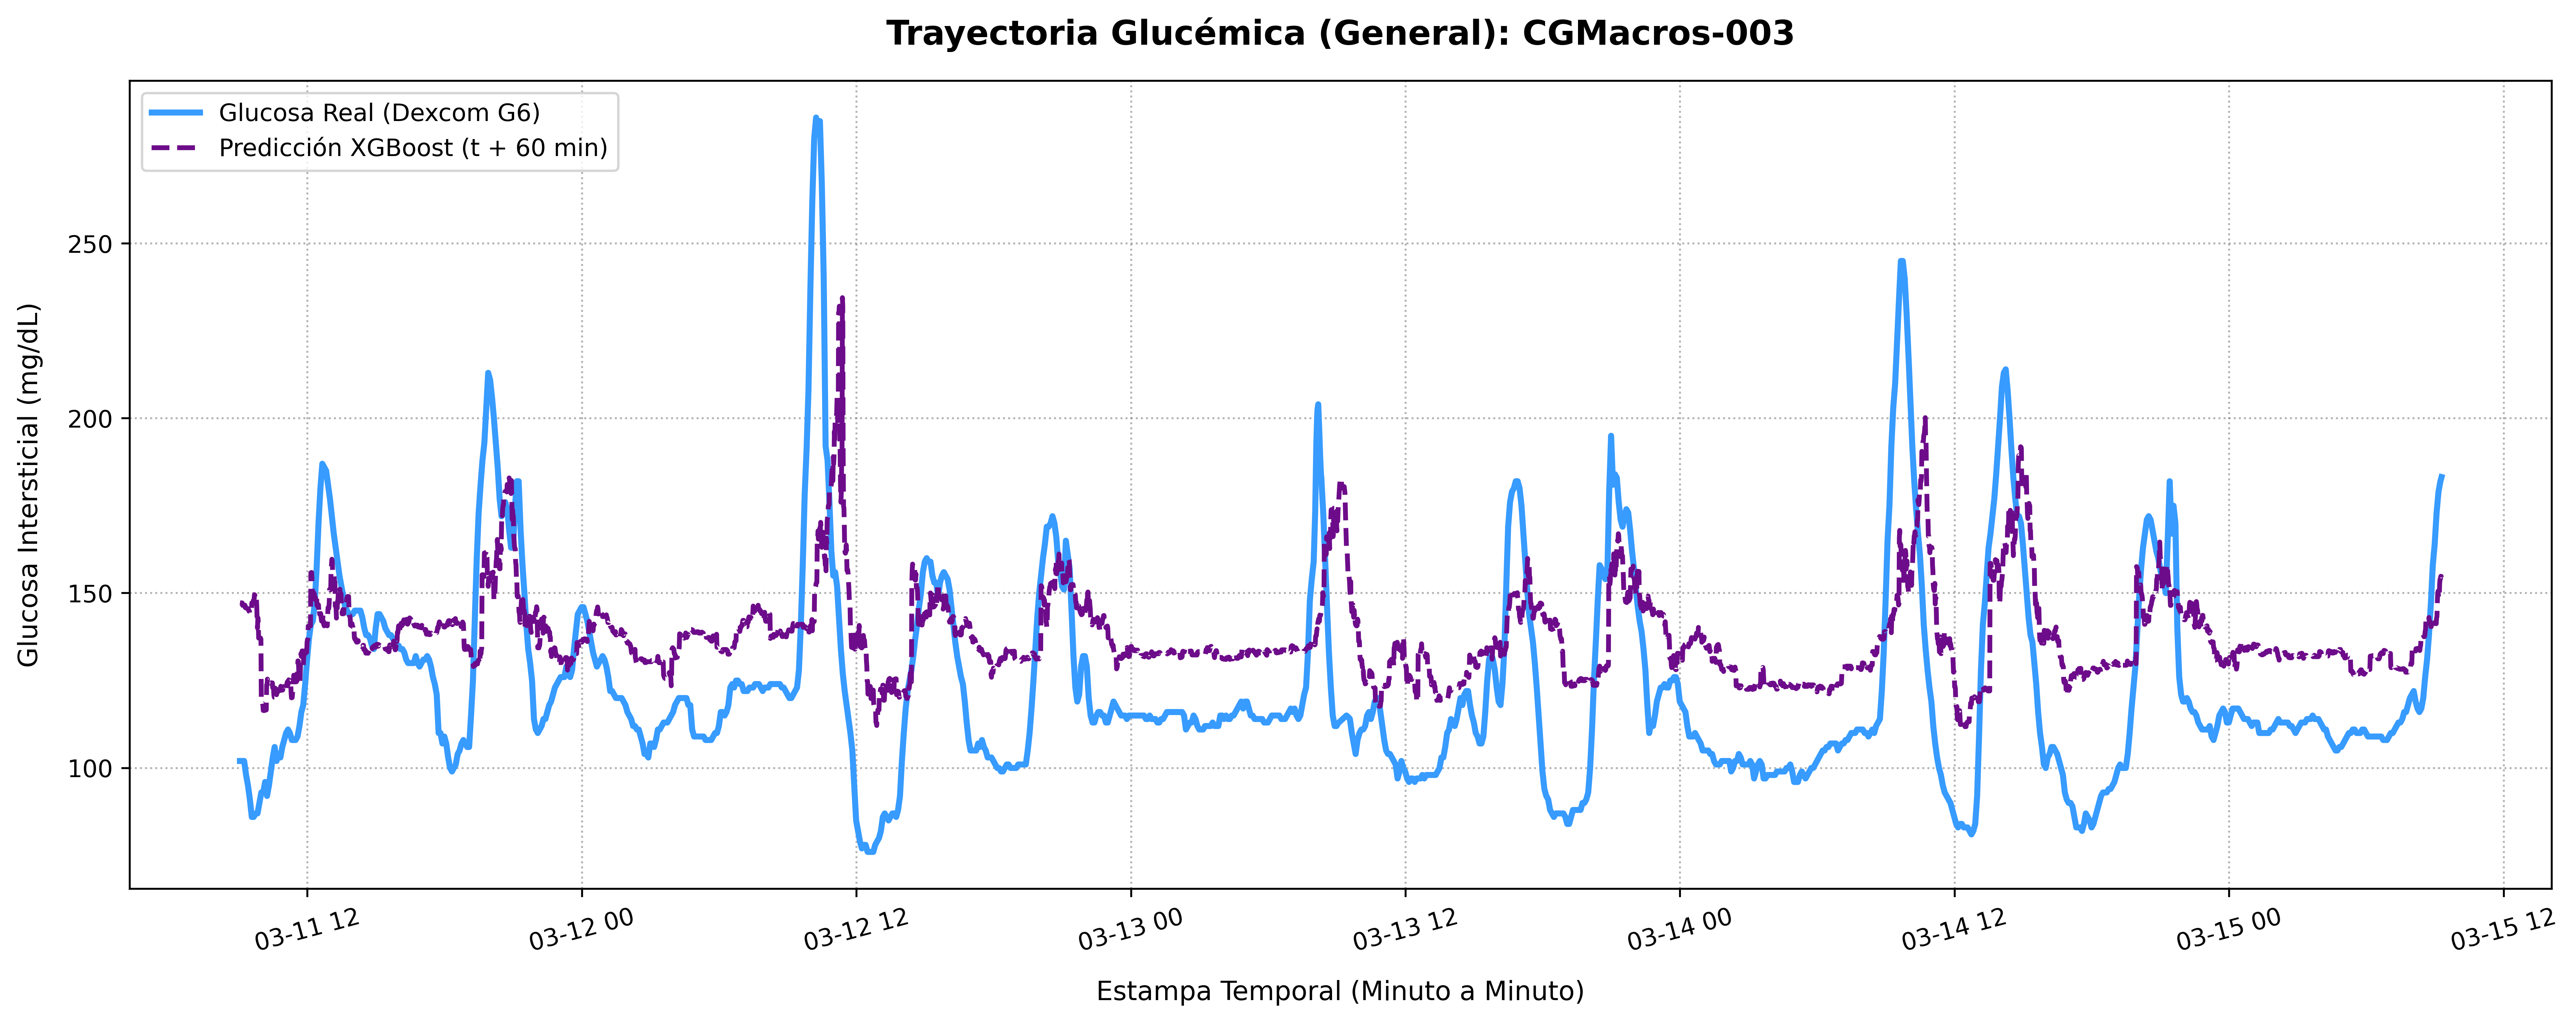 Trayectoria Glucémica (General): CGMacros-003
Glucosa Real (Dexcom G6)
Predicción XGBoost (t + 60 min)
Glucosa Intersticial (mg/dL)
250
200
150
100
03-11 12
03-12 00
03-12 12
03-13 00
03-13 12
03-14 00
03-14 12
03-15 00
03-15 12
Estampa Temporal (Minuto a Minuto)